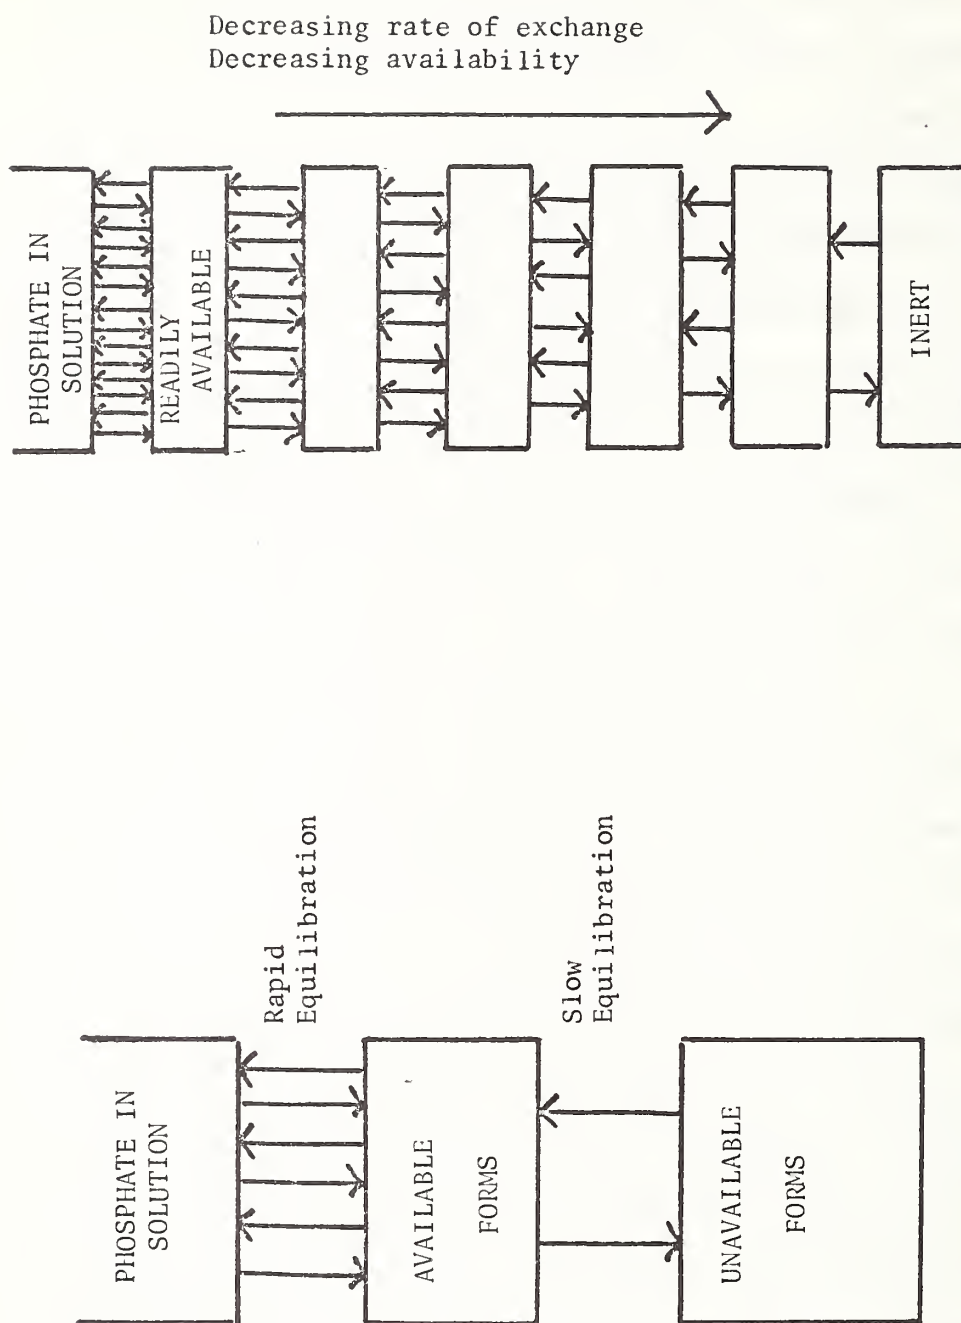 Decreasing rate of exchange
Decreasing availability
PHOSPHATE IN
SOLUTION
READILY
AVAILABLE
INERT
Rapid
Equilibration
Slow
Equilibration
PHOSPHATE IN
SOLUTION
AVAILABLE
FORMS
UNAVAILABLE
FORMS